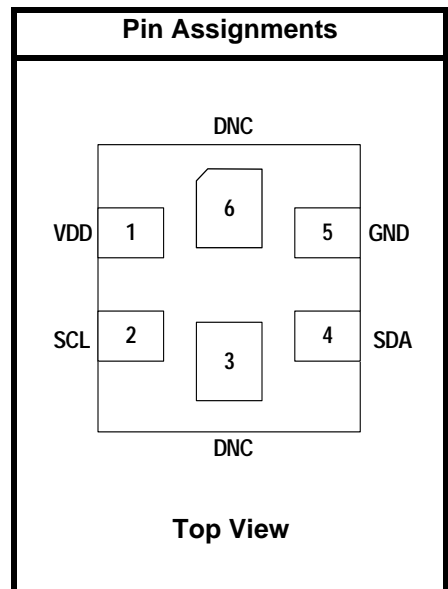 Pin Assignments
DNC
6
VDD 1 5 GND
SCL 2 4 SDA
3
DNC
Top View